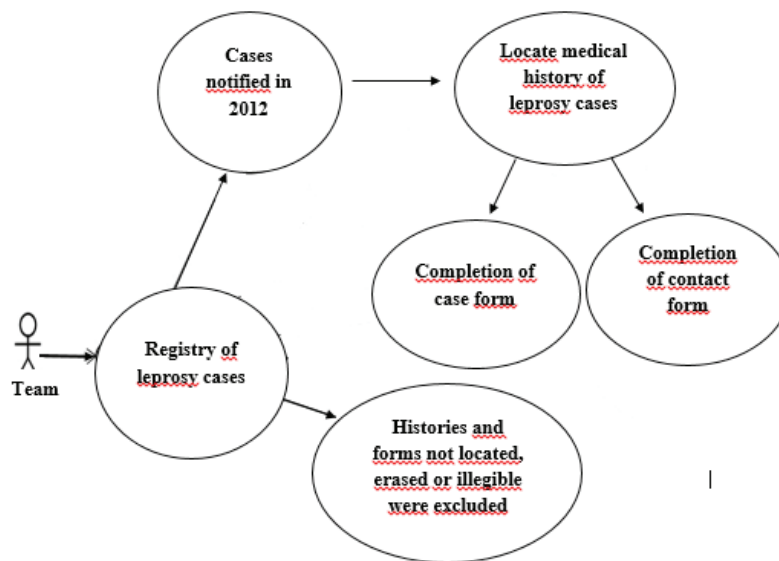 Cases
notified in
2012
Locate medical
history of
leprosy cases
Completion of
case form
Completion
of contact
form
Team
Registry of
leprosy cases
Histories and
forms not located,
erased or illegible
were excluded